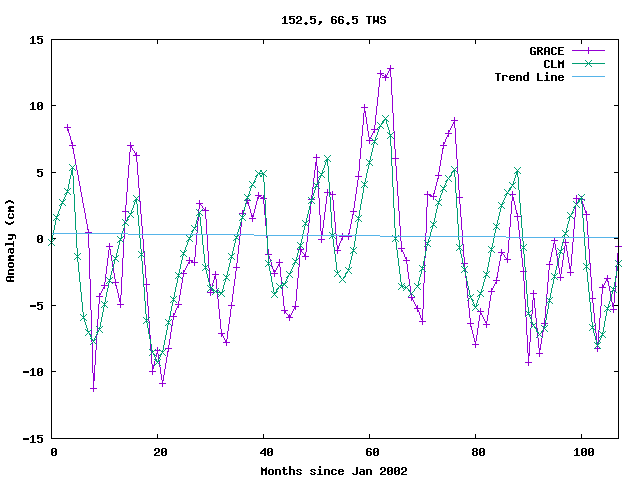 152.5, 66.5 TWS
GRACE
CLM
Trend Line
Anomaly (cm)
15
10
5
0
-5
-10
-15
0 20 40 60 80 100
Months since Jan 2002